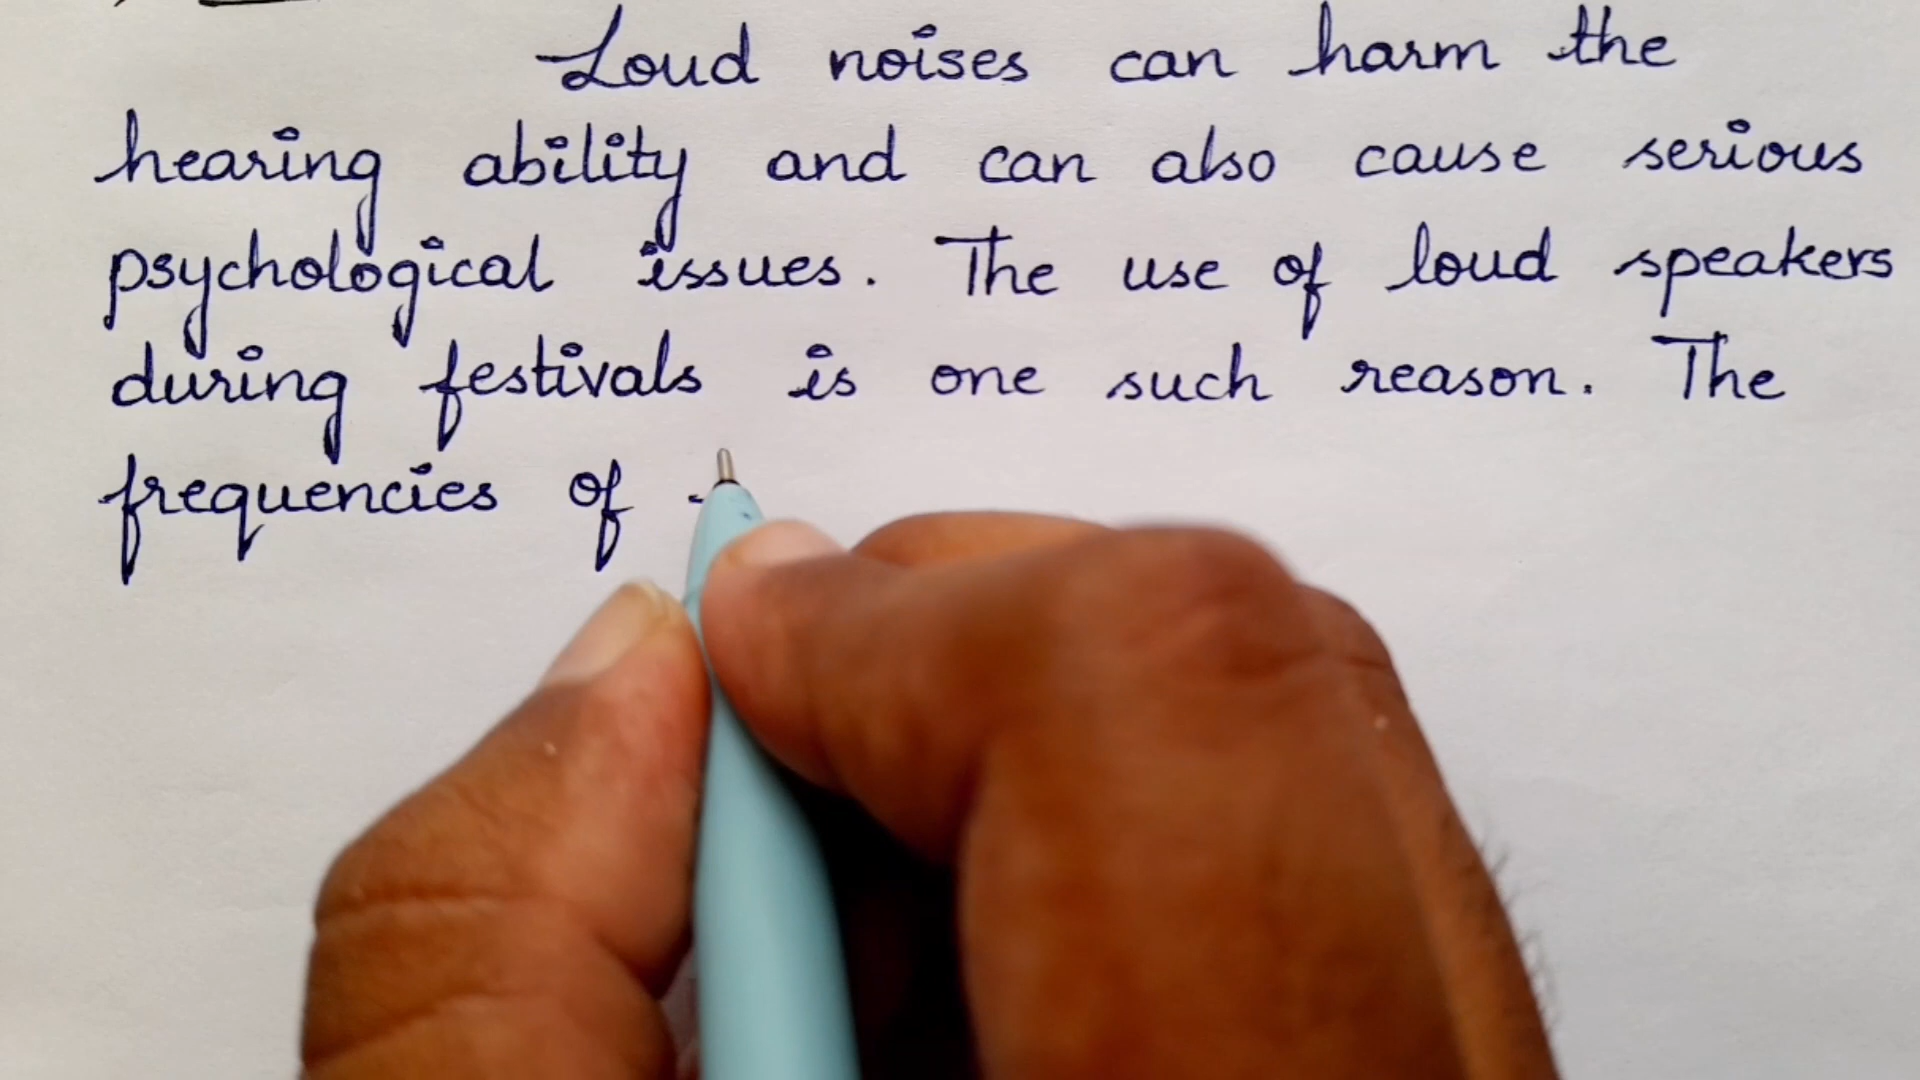 Loud noises can harm the
hearing ability and can also cause serious
psychological issues. The use of loud speakers
during festivals is one such reason. The
frequencies of